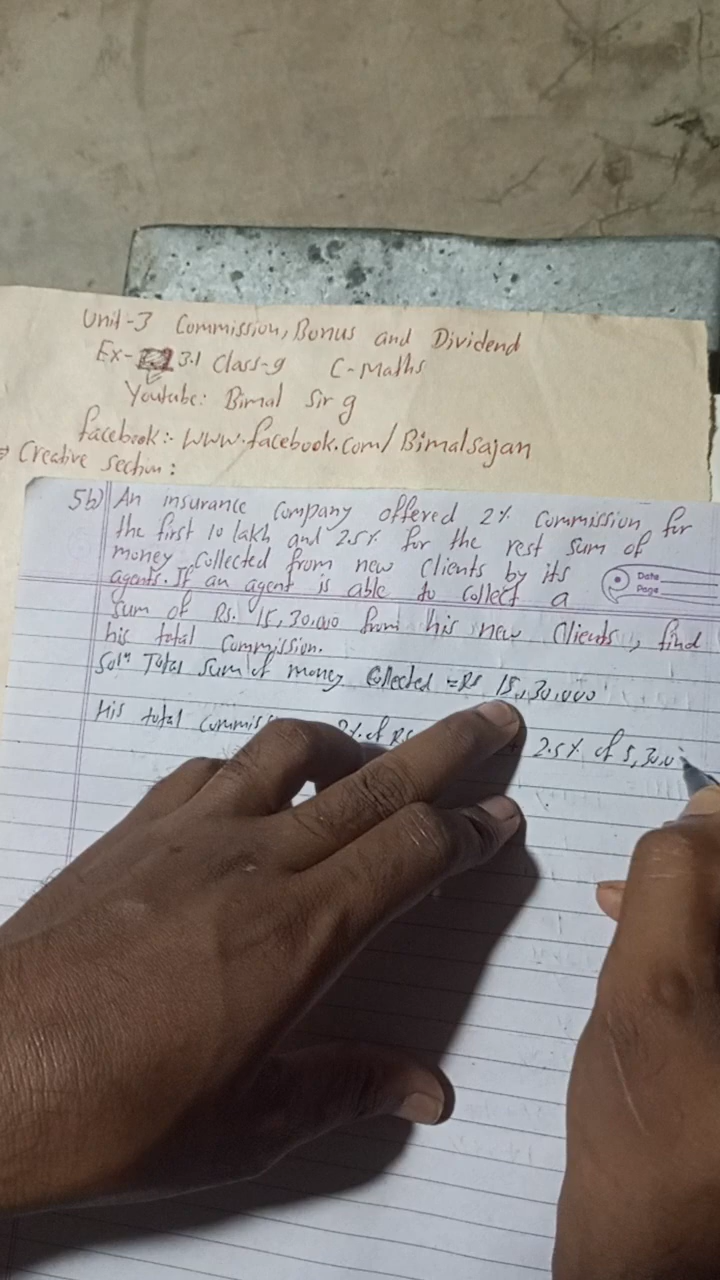 Unit-3 Commission, Bonus and Dividend
Ex- 3.1 Class-9 C-Maths
Youtube: Bimal Sir g
facebook:- www.facebook.com/Bimalsajan
Creative section:
5b) An insurance company offered 2% commission for
the first 10 lakh and 2.5% for the rest sum of
money collected from new clients by its
agents. If an agent is able to collect a
Date
Page
sum of Rs. 15,30,000 from his new clients, find
his total commission.
Solⁿ Total sum of money collected = Rs 15,30,000
His total commiss 2% of Rs 2.5% of 5,30,0